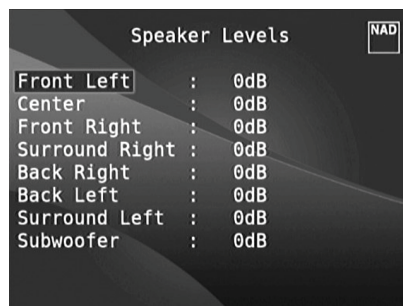 Speaker Levels
NAD
Front Left : 0dB
Center : 0dB
Front Right : 0dB
Surround Right : 0dB
Back Right : 0dB
Back Left : 0dB
Surround Left : 0dB
Subwoofer : 0dB